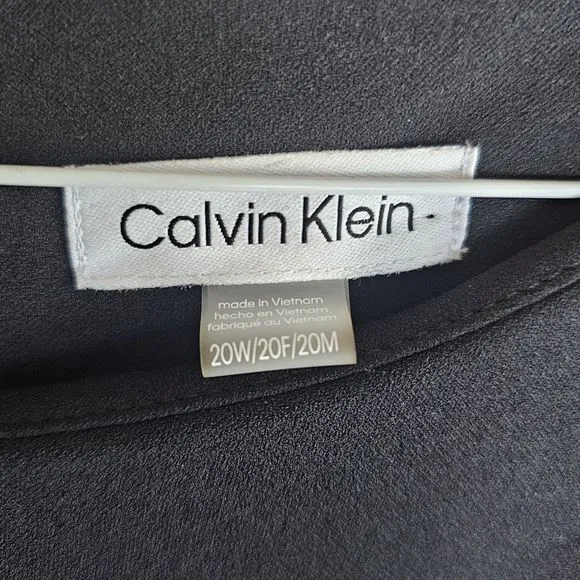 Calvin Klein
made in Vietnam
hecho en Vietnam
fabriqué au Vietnam
20W/20F/20M